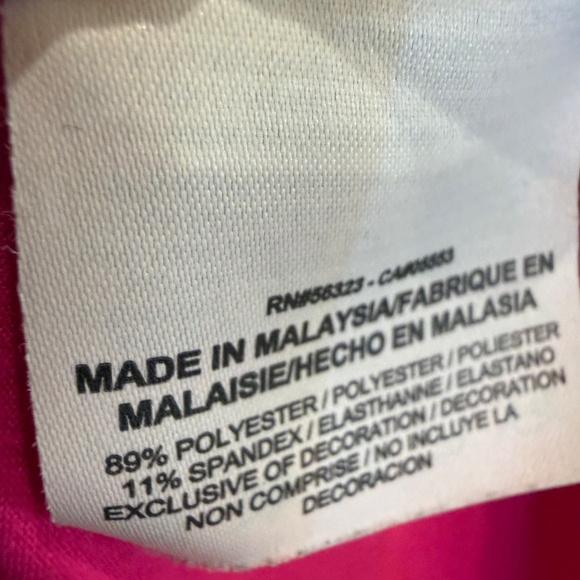 RN#56323 - CA#05553
MADE IN MALAYSIA/FABRIQUE EN
MALAISIE/HECHO EN MALASIA
89% POLYESTER / POLYESTER / POLIESTER
11% SPANDEX / ELASTHANNE / ELASTANO
EXCLUSIVE OF DECORATION / DECORATION
NON COMPRISE / NO INCLUYE LA
DECORACION